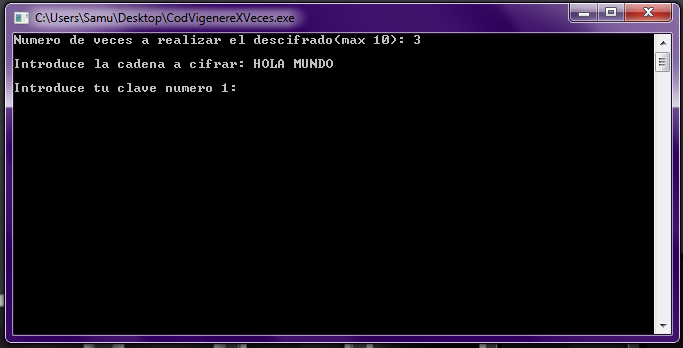 C:\Users\Samu\Desktop\CodVigenereXVeces.exe
Numero de veces a realizar el descifrado(max 10): 3
Introduce la cadena a cifrar: HOLA MUNDO
Introduce tu clave numero 1: